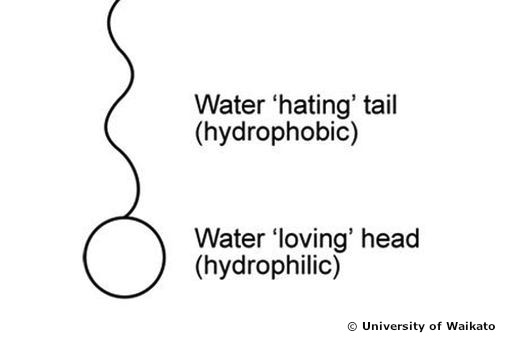 Water ‘hating’ tail
(hydrophobic)
Water ‘loving’ head
(hydrophilic)
© University of Waikato